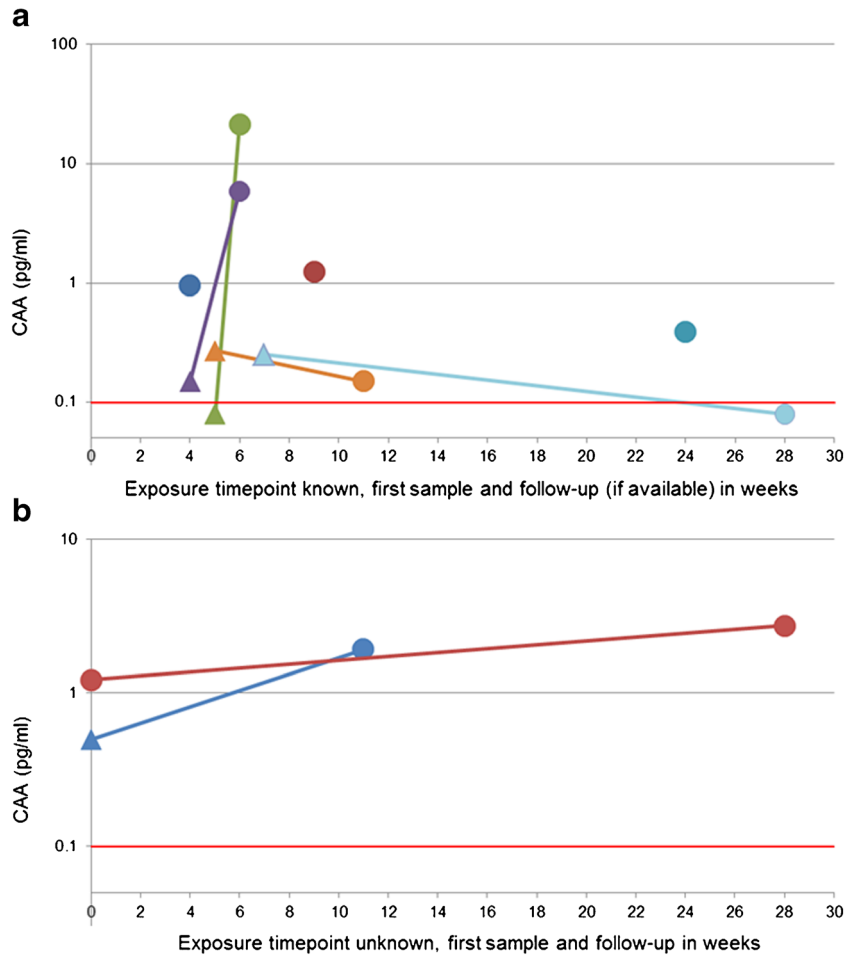 a
100
10
1
0.1
CAA (pg/ml)
0 2 4 6 8 10 12 14 16 18 20 22 24 26 28 30
Exposure timepoint known, first sample and follow-up (if available) in weeks
b
10
1
0.1
CAA (pg/ml)
0 2 4 6 8 10 12 14 16 18 20 22 24 26 28 30
Exposure timepoint unknown, first sample and follow-up in weeks